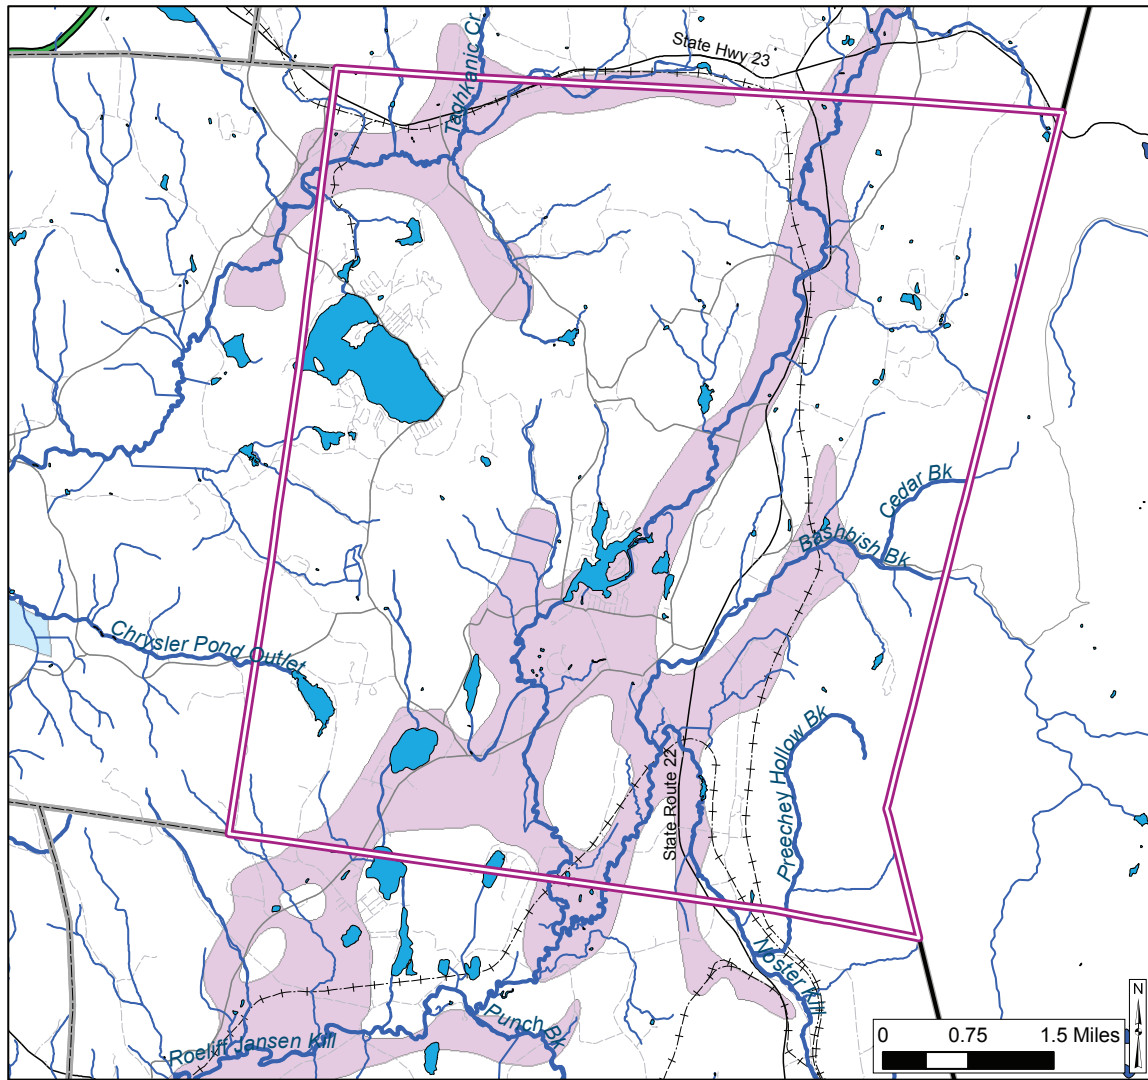 Taghkanic Cr
State Hwy 23
Cedar Bk
Bashbish Bk
Chrysler Pond Outlet
Preechey Hollow Bk
State Route 22
Noster Kill
Punch Bk
Roeliff Jansen Kill
N
0 0.75 1.5 Miles